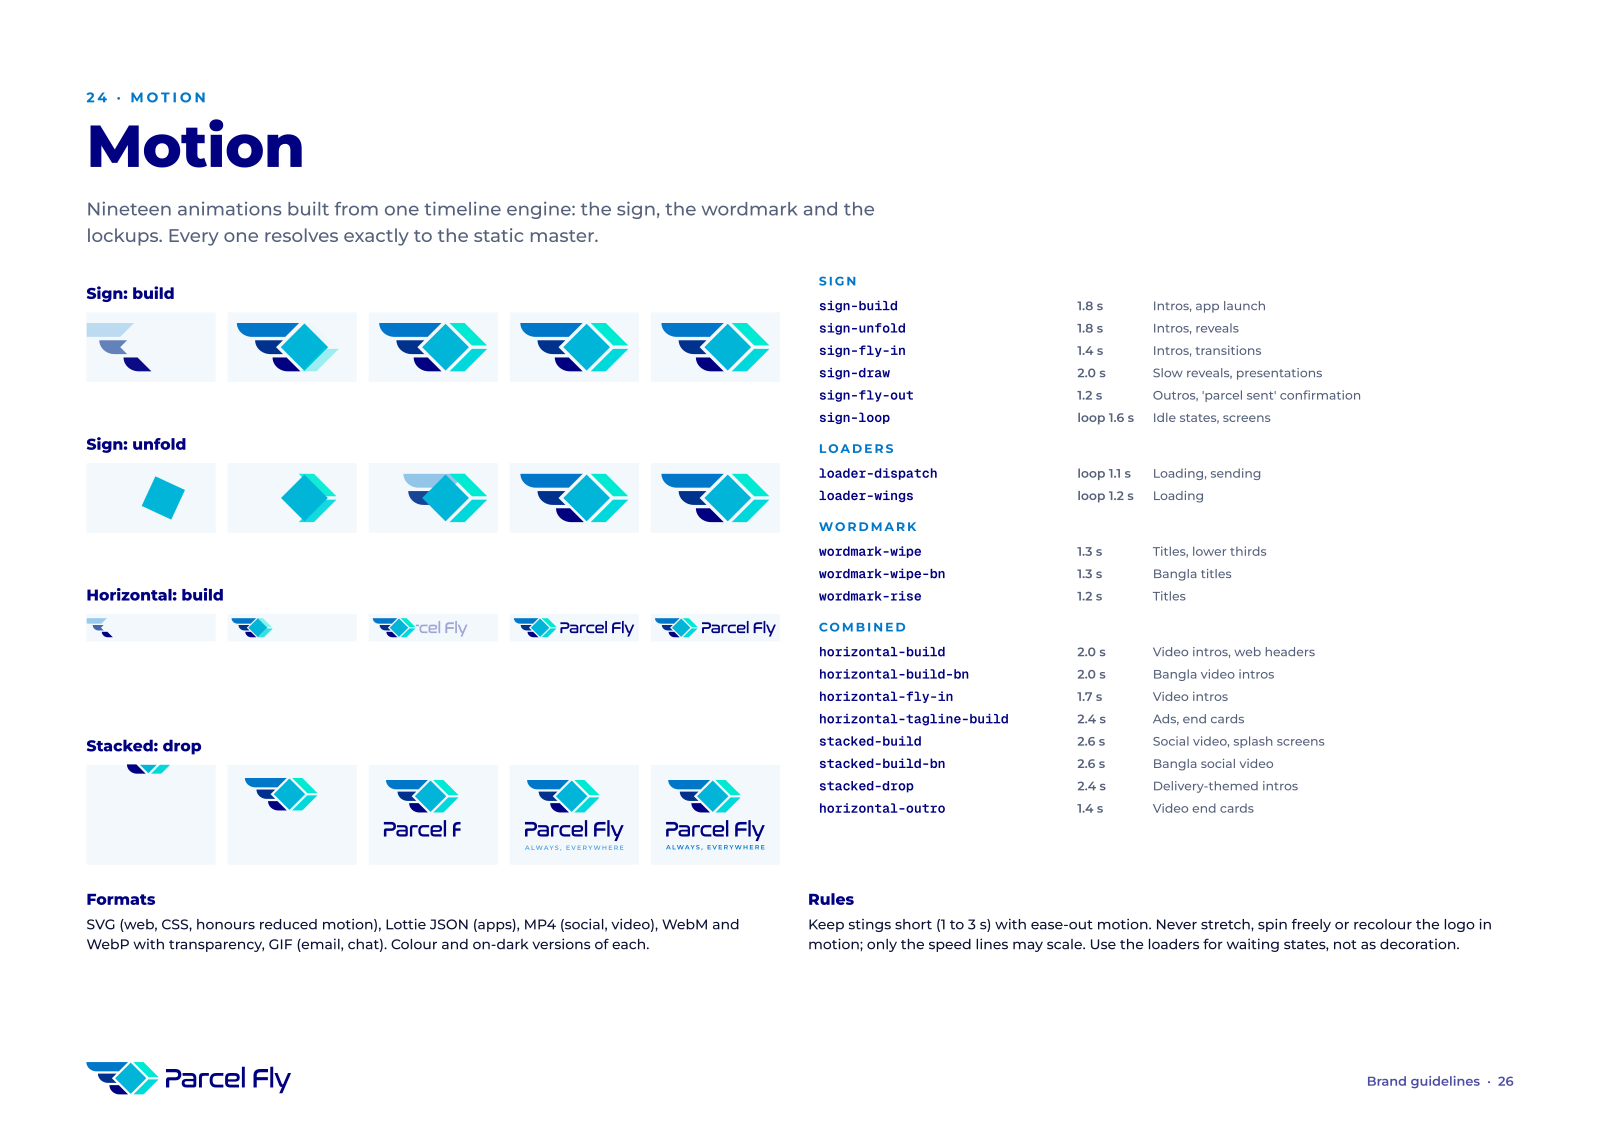 24 · MOTION
Motion
Nineteen animations built from one timeline engine: the sign, the wordmark and the
lockups. Every one resolves exactly to the static master.
Sign: build
Sign: unfold
Horizontal: build
rcel Fly
Parcel Fly
Parcel Fly
Stacked: drop
Parcel F
Parcel Fly
ALWAYS, EVERYWHERE
Parcel Fly
ALWAYS, EVERYWHERE
SIGN
sign-build 1.8 s Intros, app launch
sign-unfold 1.8 s Intros, reveals
sign-fly-in 1.4 s Intros, transitions
sign-draw 2.0 s Slow reveals, presentations
sign-fly-out 1.2 s Outros, 'parcel sent' confirmation
sign-loop loop 1.6 s Idle states, screens
LOADERS
loader-dispatch loop 1.1 s Loading, sending
loader-wings loop 1.2 s Loading
WORDMARK
wordmark-wipe 1.3 s Titles, lower thirds
wordmark-wipe-bn 1.3 s Bangla titles
wordmark-rise 1.2 s Titles
COMBINED
horizontal-build 2.0 s Video intros, web headers
horizontal-build-bn 2.0 s Bangla video intros
horizontal-fly-in 1.7 s Video intros
horizontal-tagline-build 2.4 s Ads, end cards
stacked-build 2.6 s Social video, splash screens
stacked-build-bn 2.6 s Bangla social video
stacked-drop 2.4 s Delivery-themed intros
horizontal-outro 1.4 s Video end cards
Formats
SVG (web, CSS, honours reduced motion), Lottie JSON (apps), MP4 (social, video), WebM and
WebP with transparency, GIF (email, chat). Colour and on-dark versions of each.
Rules
Keep stings short (1 to 3 s) with ease-out motion. Never stretch, spin freely or recolour the logo in
motion; only the speed lines may scale. Use the loaders for waiting states, not as decoration.
Parcel Fly
Brand guidelines · 26